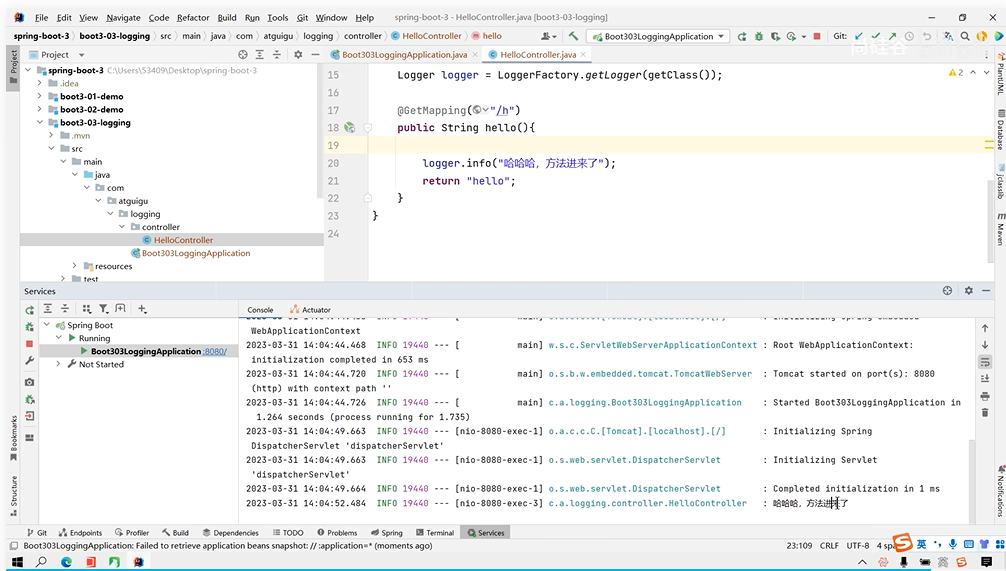 File Edit View Navigate Code Refactor Build Run Tools Git Window Help spring-boot-3 - HelloController.java [boot3-03-logging]
spring-boot-3 boot3-03-logging src main java com atguigu logging controller HelloController hello Boot303LoggingApplication Git:
尚硅谷
Project
Boot303LoggingApplication.java HelloController.java
spring-boot-3 C:\Users\53409\Desktop\spring-boot-3
.idea
boot3-01-demo
boot3-02-demo
boot3-03-logging
.mvn
src
main
java
com
atguigu
logging
controller
HelloController
Boot303LoggingApplication
resources
test
15 Logger logger = LoggerFactory.getLogger(getClass());
16
17 @GetMapping("/h")
18 public String hello(){
19
20 logger.info("哈哈哈，方法进来了");
21 return "hello";
22 }
23 }
24
2
Project
Bookmarks
Structure
PlantUML
Database
jclasslib
Maven
Notifications
Services
Console Actuator
Spring Boot
Running
Boot303LoggingApplication :8080/
Not Started
WebApplicationContext
2023-03-31 14:04:44.468 INFO 19440 --- [ main] w.s.c.ServletWebServerApplicationContext : Root WebApplicationContext:
initialization completed in 653 ms
2023-03-31 14:04:44.720 INFO 19440 --- [ main] o.s.b.w.embedded.tomcat.TomcatWebServer : Tomcat started on port(s): 8080
(http) with context path ''
2023-03-31 14:04:44.726 INFO 19440 --- [ main] c.a.logging.Boot303LoggingApplication : Started Boot303LoggingApplication in
1.264 seconds (process running for 1.735)
2023-03-31 14:04:49.663 INFO 19440 --- [nio-8080-exec-1] o.a.c.c.C.[Tomcat].[localhost].[/] : Initializing Spring
DispatcherServlet 'dispatcherServlet'
2023-03-31 14:04:49.663 INFO 19440 --- [nio-8080-exec-1] o.s.web.servlet.DispatcherServlet : Initializing Servlet
'dispatcherServlet'
2023-03-31 14:04:49.664 INFO 19440 --- [nio-8080-exec-1] o.s.web.servlet.DispatcherServlet : Completed initialization in 1 ms
2023-03-31 14:04:52.484 INFO 19440 --- [nio-8080-exec-3] c.a.logging.controller.HelloController : 哈哈哈，方法进来了
Git Endpoints Profiler Build Dependencies TODO Problems Spring Terminal Services
Boot303LoggingApplication: Failed to retrieve application beans snapshot: // :application=* (moments ago) 23:109 CRLF UTF-8 4 spa
英